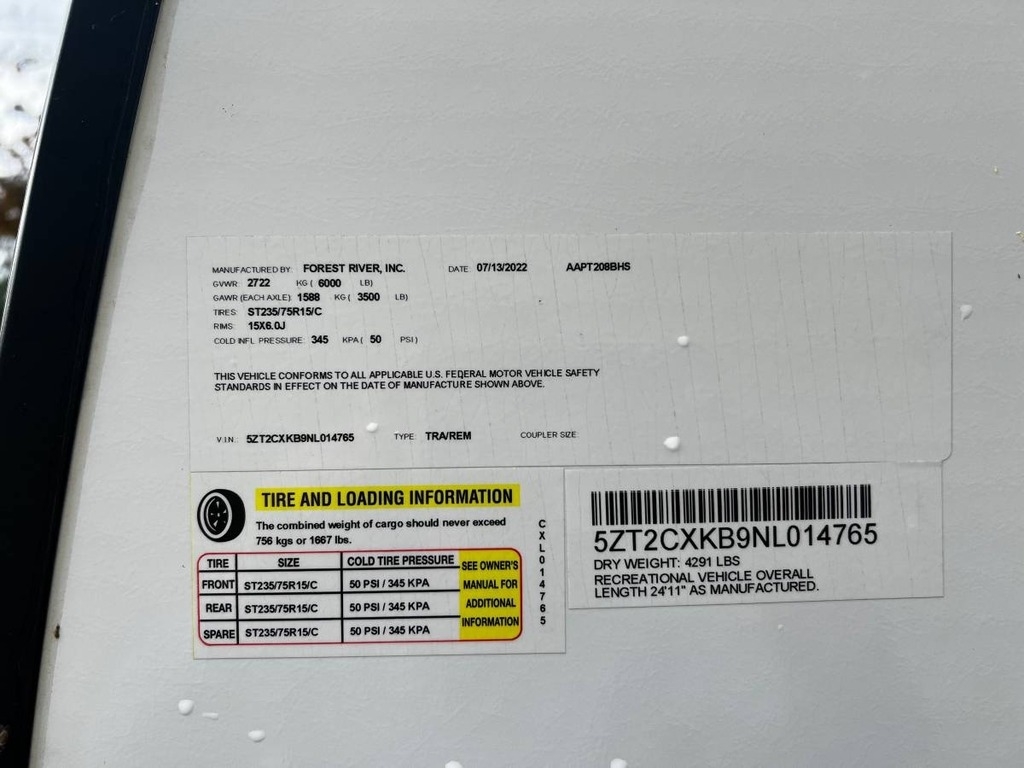 MANUFACTURED BY: FOREST RIVER, INC. DATE: 07/13/2022 AAPT208BHS
GVWR: 2722 KG ( 6000 LB)
GAWR (EACH AXLE): 1588 KG ( 3500 LB)
TIRES: ST235/75R15/C
RIMS: 15X6.0J
COLD INFL PRESSURE: 345 KPA ( 50 PSI )
THIS VEHICLE CONFORMS TO ALL APPLICABLE U.S. FEDERAL MOTOR VEHICLE SAFETY
STANDARDS IN EFFECT ON THE DATE OF MANUFACTURE SHOWN ABOVE.
V.I.N.: 5ZT2CXKB9NL014765 TYPE: TRA/REM COUPLER SIZE:
TIRE AND LOADING INFORMATION
The combined weight of cargo should never exceed
756 kgs or 1667 lbs.
TIRE SIZE COLD TIRE PRESSURE
FRONT ST235/75R15/C 50 PSI / 345 KPA
REAR ST235/75R15/C 50 PSI / 345 KPA
SPARE ST235/75R15/C 50 PSI / 345 KPA
SEE OWNER'S
MANUAL FOR
ADDITIONAL
INFORMATION
CXL014765
5ZT2CXKB9NL014765
DRY WEIGHT: 4291 LBS
RECREATIONAL VEHICLE OVERALL
LENGTH 24'11" AS MANUFACTURED.